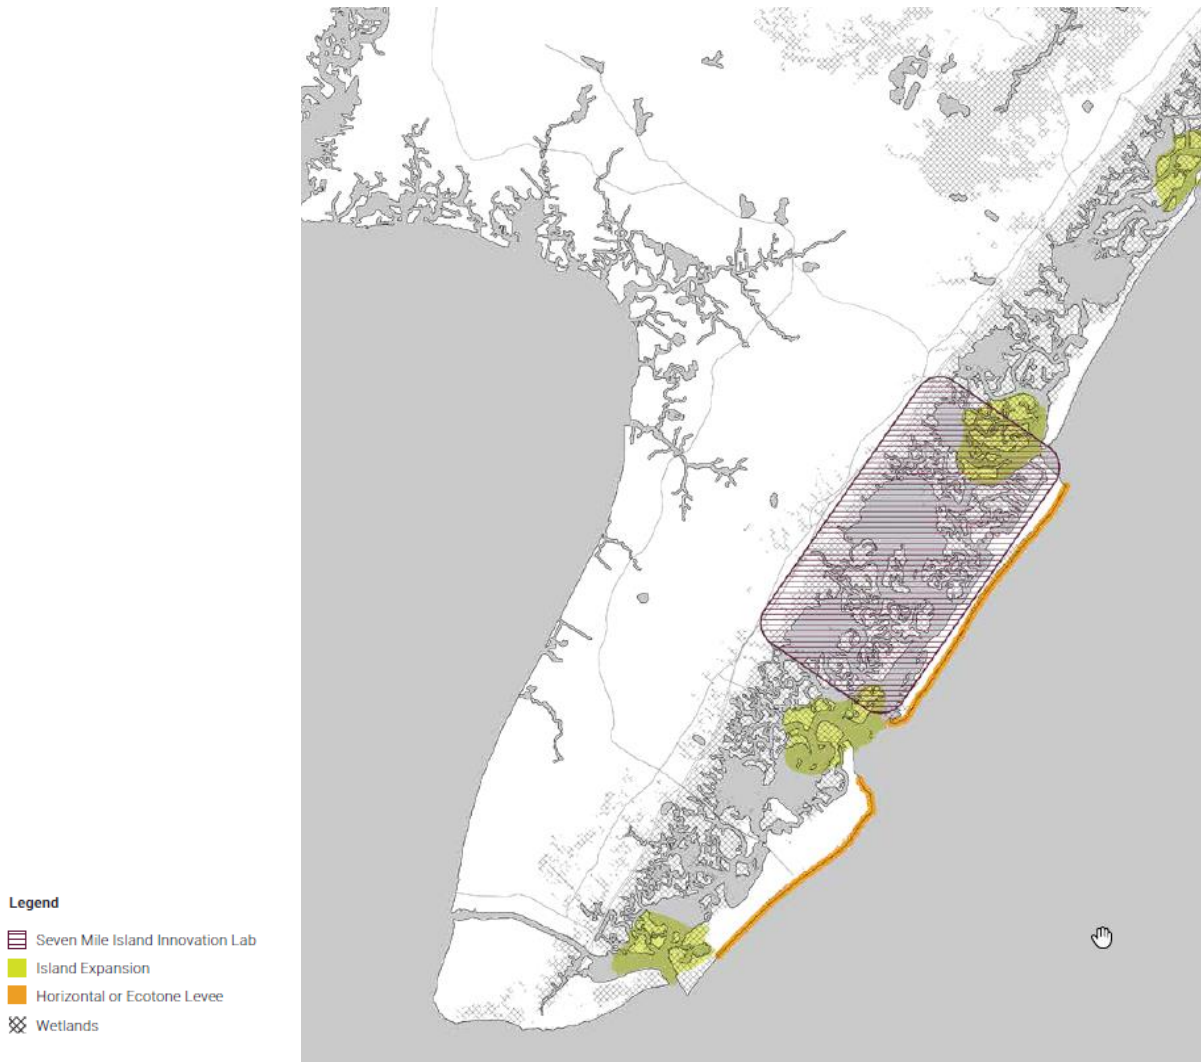 Legend
Seven Mile Island Innovation Lab
Island Expansion
Horizontal or Ecotone Levee
Wetlands